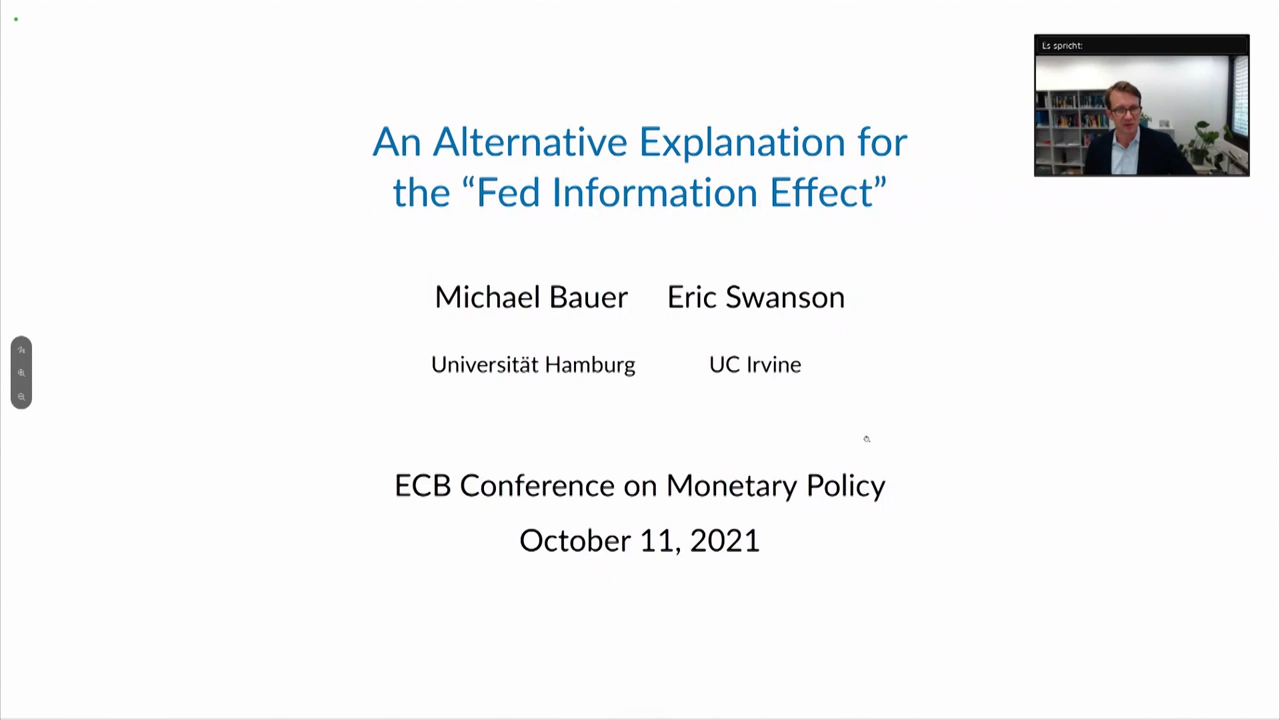 Es spricht:
An Alternative Explanation for
the “Fed Information Effect”
Michael Bauer Eric Swanson
Universität Hamburg UC Irvine
ECB Conference on Monetary Policy
October 11, 2021